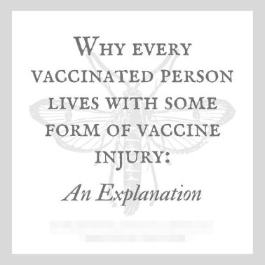 Why every
vaccinated person
lives with some
form of vaccine
injury:
An Explanation